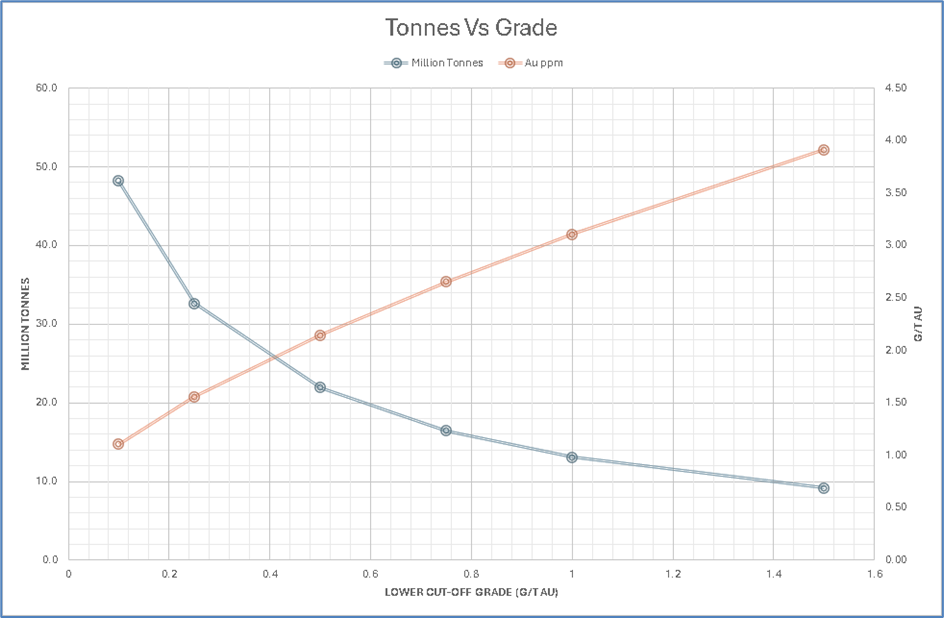 Tonnes Vs Grade
Million Tonnes Au ppm
60.0 4.50
50.0 4.00
40.0 3.50
30.0 3.00
20.0 2.50
10.0 2.00
0.0 1.50
1.00
0.50
0.00
MILLION TONNES
G/T AU
0 0.2 0.4 0.6 0.8 1 1.2 1.4 1.6
LOWER CUT-OFF GRADE (G/T AU)